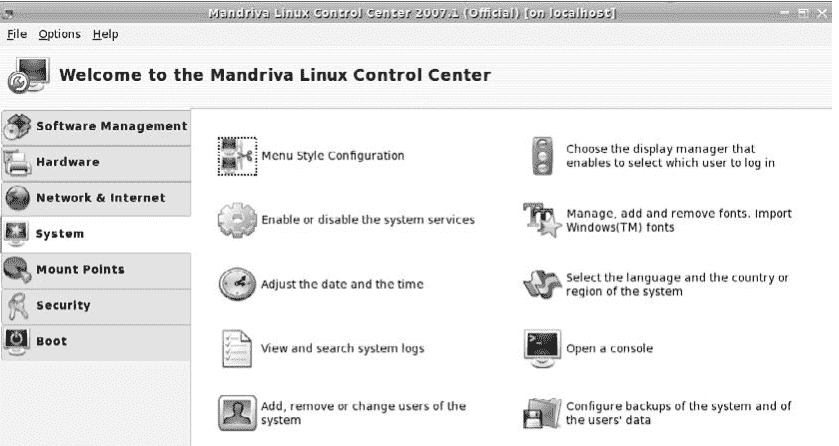 Mandriva Linux Control Center 2007.1 (Official) [on localhost]
File Options Help
Welcome to the Mandriva Linux Control Center
Software Management
Hardware
Network & Internet
System
Mount Points
Security
Boot
Menu Style Configuration
Choose the display manager that
enables to select which user to log in
Enable or disable the system services
Manage, add and remove fonts. Import
Windows(TM) fonts
Adjust the date and the time
Select the language and the country or
region of the system
View and search system logs
Open a console
Add, remove or change users of the
system
Configure backups of the system and of
the users' data